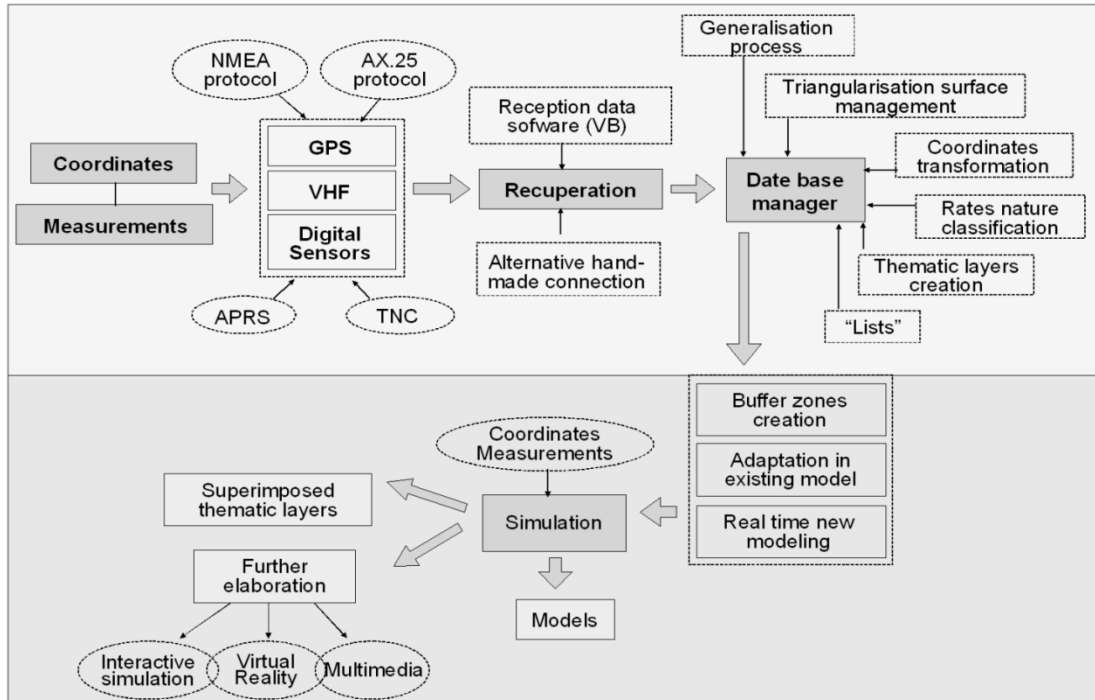 NMEA
protocol
AX.25
protocol
Generalisation
process
Reception data
sofware (VB)
Triangularisation surface
management
Coordinates
Measurements
GPS
VHF
Digital
Sensors
Recuperation
Date base
manager
Coordinates
transformation
Rates nature
classification
Alternative hand-
made connection
Thematic layers
creation
APRS
TNC
“Lists”
Buffer zones
creation
Adaptation in
existing model
Real time new
modeling
Coordinates
Measurements
Simulation
Superimposed
thematic layers
Further
elaboration
Models
Interactive
simulation
Virtual
Reality
Multimedia